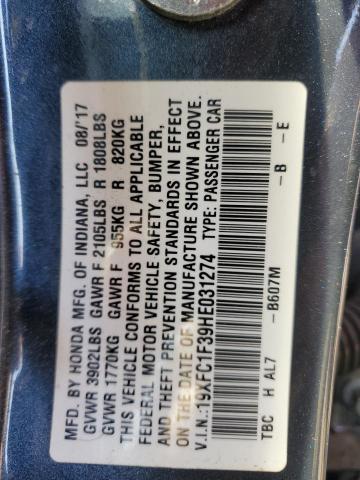 MFD. BY HONDA MFG. OF INDIANA, LLC 08/'17
GVWR 3902LBS GAWR F 2105LBS R 1808LBS
GVWR 1770KG GAWR F 955KG R 820KG
THIS VEHICLE CONFORMS TO ALL APPLICABLE
FEDERAL MOTOR VEHICLE SAFETY, BUMPER,
AND THEFT PREVENTION STANDARDS IN EFFECT
ON THE DATE OF MANUFACTURE SHOWN ABOVE.
V.I.N.:19XFC1F39HE031274 TYPE: PASSENGER CAR
TBC H AL7 -B607M -B -E